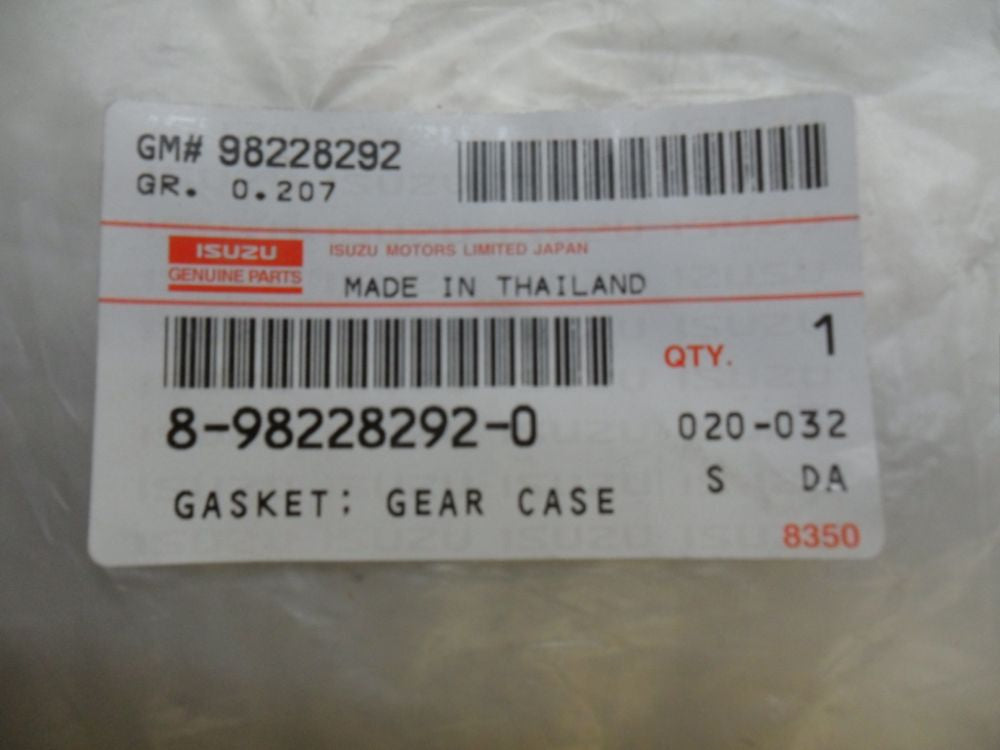 GM# 98228292
GR. 0.207
ISUZU
GENUINE PARTS
ISUZU MOTORS LIMITED JAPAN
MADE IN THAILAND
QTY. 1
8-98228292-0
020-032
GASKET; GEAR CASE
S DA
8350